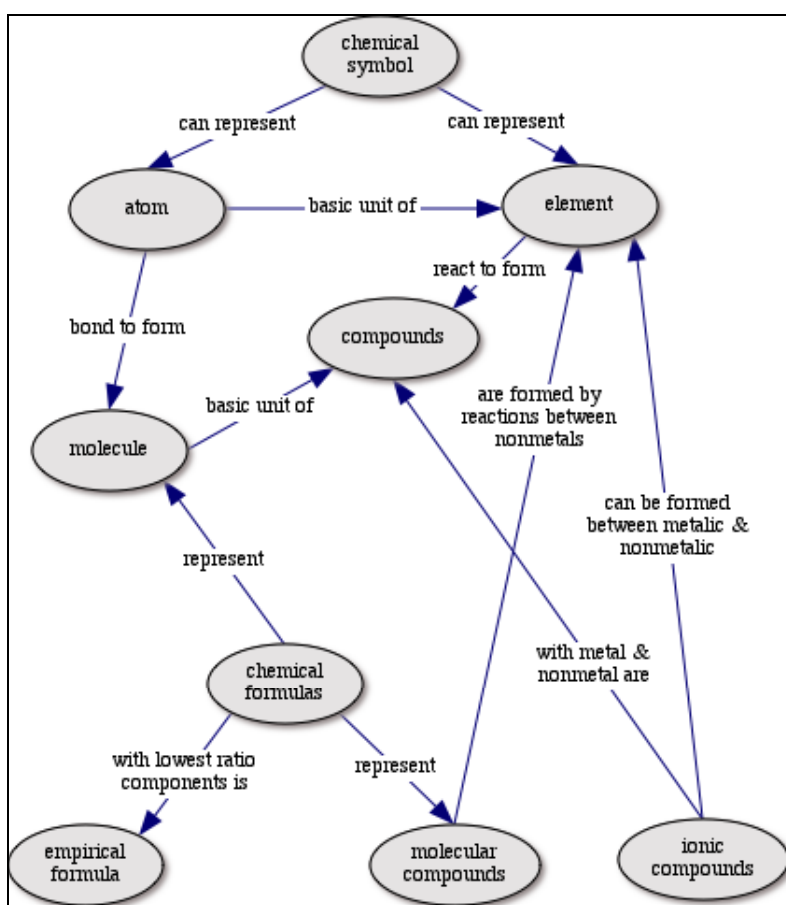 chemical
symbol
can represent
can represent
atom
basic unit of
element
react to form
bond to form
compounds
are formed by
reactions between
nonmetals
basic unit of
molecule
can be formed
between metalic &
nonmetalic
represent
with metal &
nonmetal are
chemical
formulas
with lowest ratio
components is
represent
empirical
formula
molecular
compounds
ionic
compounds